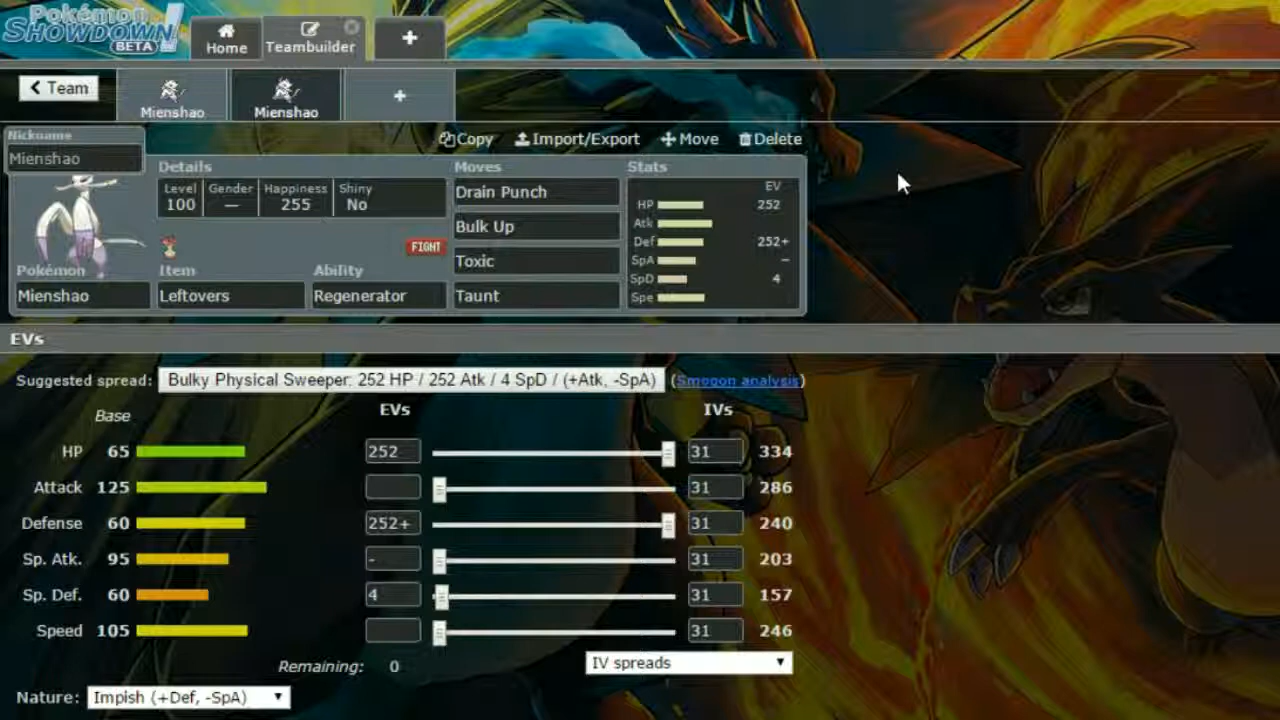 Pokémon
SHOWDOWN!
BETA
Home
Teambuilder
+
< Team
Mienshao
Mienshao
+
Nickname
Mienshao
Copy Import/Export Move Delete
Details
Level Gender Happiness Shiny
100 — 255 No
FIGHT
Pokémon Item Ability
Mienshao Leftovers Regenerator
Moves
Drain Punch
Bulk Up
Toxic
Taunt
Stats
EV
HP 252
Atk
Def 252+
SpA –
SpD 4
Spe
EVs
Suggested spread: Bulky Physical Sweeper: 252 HP / 252 Atk / 4 SpD / (+Atk, -SpA) (Smogon analysis)
Base EVs IVs
HP 65 252 31 334
Attack 125 31 286
Defense 60 252+ 31 240
Sp. Atk. 95 - 31 203
Sp. Def. 60 4 31 157
Speed 105 31 246
Remaining: 0
IV spreads
Nature: Impish (+Def, -SpA)